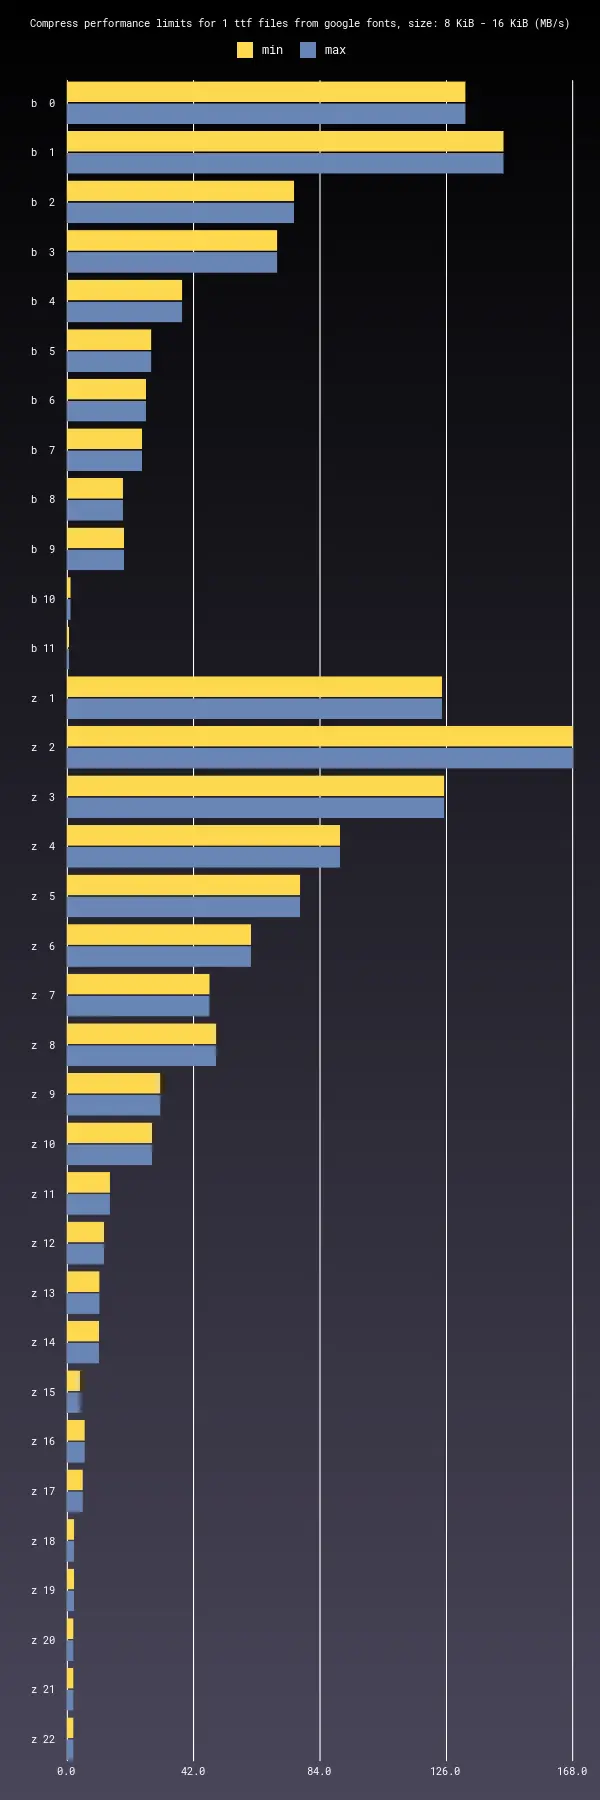 Compress performance limits for 1 ttf files from google fonts, size: 8 KiB - 16 KiB (MB/s)
min max
b 0
b 1
b 2
b 3
b 4
b 5
b 6
b 7
b 8
b 9
b 10
b 11
z 1
z 2
z 3
z 4
z 5
z 6
z 7
z 8
z 9
z 10
z 11
z 12
z 13
z 14
z 15
z 16
z 17
z 18
z 19
z 20
z 21
z 22
0.0 42.0 84.0 126.0 168.0